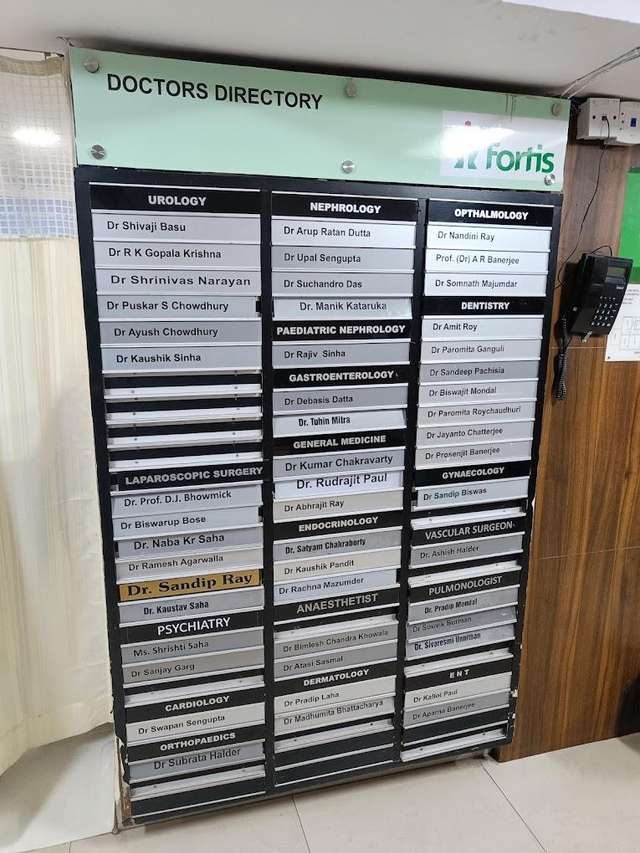 DOCTORS DIRECTORY
Fortis
UROLOGY
Dr Shivaji Basu
Dr R K Gopala Krishna
Dr Shrinivas Narayan
Dr Puskar S Chowdhury
Dr Ayush Chowdhury
Dr Kaushik Sinha
LAPAROSCOPIC SURGERY
Dr. Prof. D.J. Bhowmick
Dr Biswarup Bose
Dr. Naba Kr Saha
Dr Ramesh Agarwalla
Dr. Sandip Ray
Dr. Kaustav Saha
PSYCHIATRY
Ms. Shrishti Saha
Dr Sanjay Garg
CARDIOLOGY
Dr Swapan Sengupta
ORTHOPAEDICS
Dr Subrata Halder
NEPHROLOGY
Dr Arup Ratan Dutta
Dr Upal Sengupta
Dr Suchandro Das
Dr. Manik Kataruka
PAEDIATRIC NEPHROLOGY
Dr Rajiv Sinha
GASTROENTEROLOGY
Dr Debasis Datta
Dr. Tuhin Mitra
GENERAL MEDICINE
Dr Kumar Chakravarty
Dr. Rudrajit Paul
Dr Abhrajit Ray
ENDOCRINOLOGY
Dr. Satyam Chakraborty
Dr Kaushik Pandit
Dr Rachna Mazumder
ANAESTHETIST
Dr Bimlesh Chandra Khowala
Dr Atasi Sasmal
DERMATOLOGY
Dr Pradip Laha
Dr Madhumita Bhattacharya
OPTHALMOLOGY
Dr Nandini Ray
Prof. (Dr) A R Banerjee
Dr Somnath Majumdar
DENTISTRY
Dr Amit Roy
Dr Paromita Ganguli
Dr Sandeep Pachisia
Dr Biswajit Mondal
Dr Paromita Roychaudhuri
Dr Jayanto Chatterjee
Dr Prosenjit Banerjee
GYNAECOLOGY
Dr Sandip Biswas
VASCULAR SURGEON
Dr. Ashish Halder
PULMONOLOGIST
Dr. Pradip Mondal
Dr Souvik Burman
Dr. Sivaresmi Unnithan
E N T
Dr Kallol Paul
Dr Aparna Banerjee